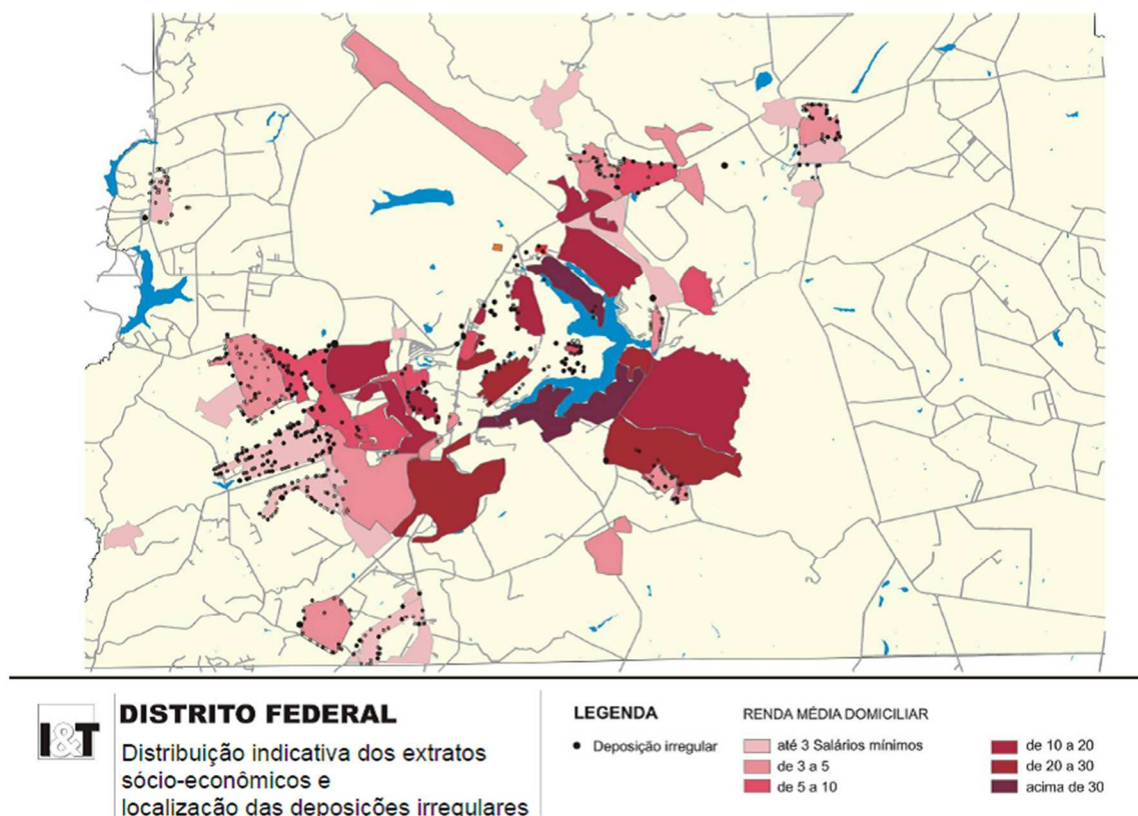 I&T
DISTRITO FEDERAL
Distribuição indicativa dos extratos
sócio-econômicos e
localização das deposições irregulares
LEGENDA
Deposição irregular
RENDA MÉDIA DOMICILIAR
até 3 Salários mínimos
de 3 a 5
de 5 a 10
de 10 a 20
de 20 a 30
acima de 30